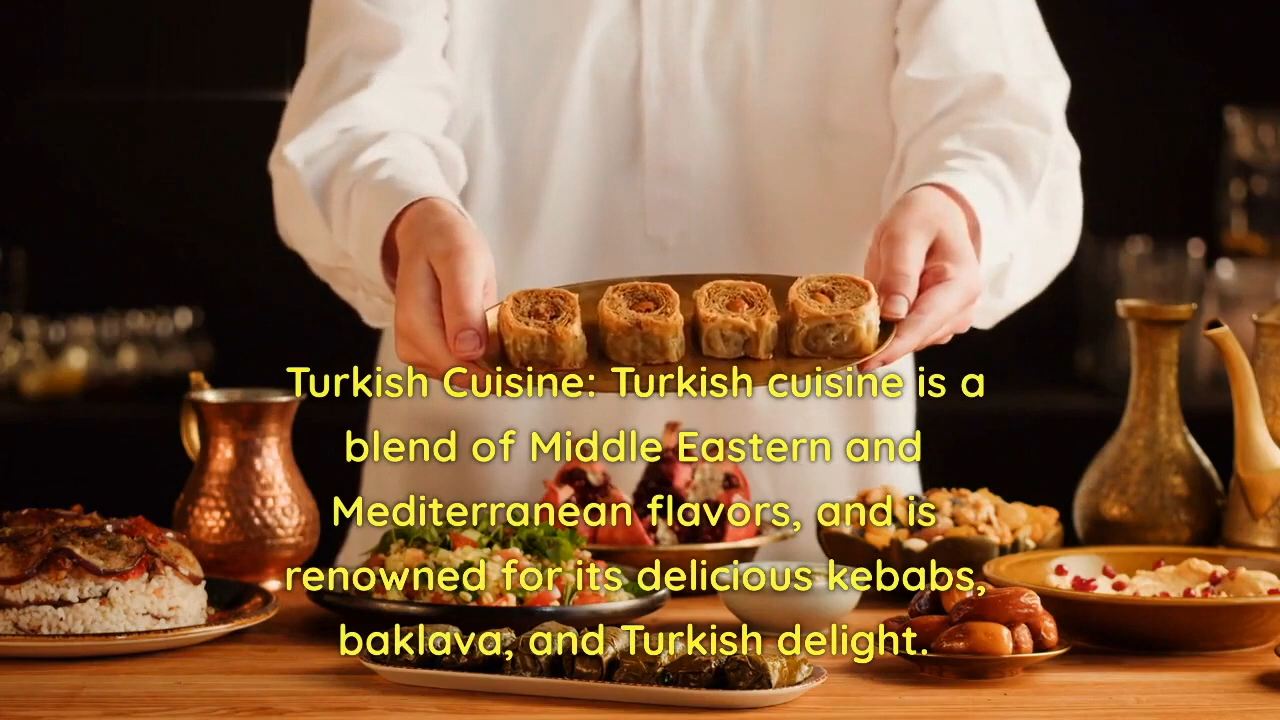 Turkish Cuisine: Turkish cuisine is a
blend of Middle Eastern and
Mediterranean flavors, and is
renowned for its delicious kebabs,
baklava, and Turkish delight.